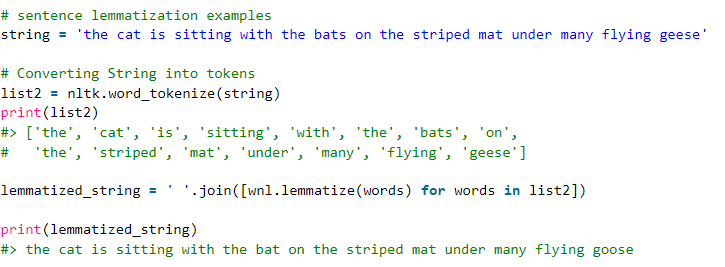 # sentence lemmatization examples
string = 'the cat is sitting with the bats on the striped mat under many flying geese'
# Converting String into tokens
list2 = nltk.word_tokenize(string)
print(list2)
#> ['the', 'cat', 'is', 'sitting', 'with', 'the', 'bats', 'on',
#   'the', 'striped', 'mat', 'under', 'many', 'flying', 'geese']
lemmatized_string = ' '.join([wnl.lemmatize(words) for words in list2])
print(lemmatized_string)
#> the cat is sitting with the bat on the striped mat under many flying goose